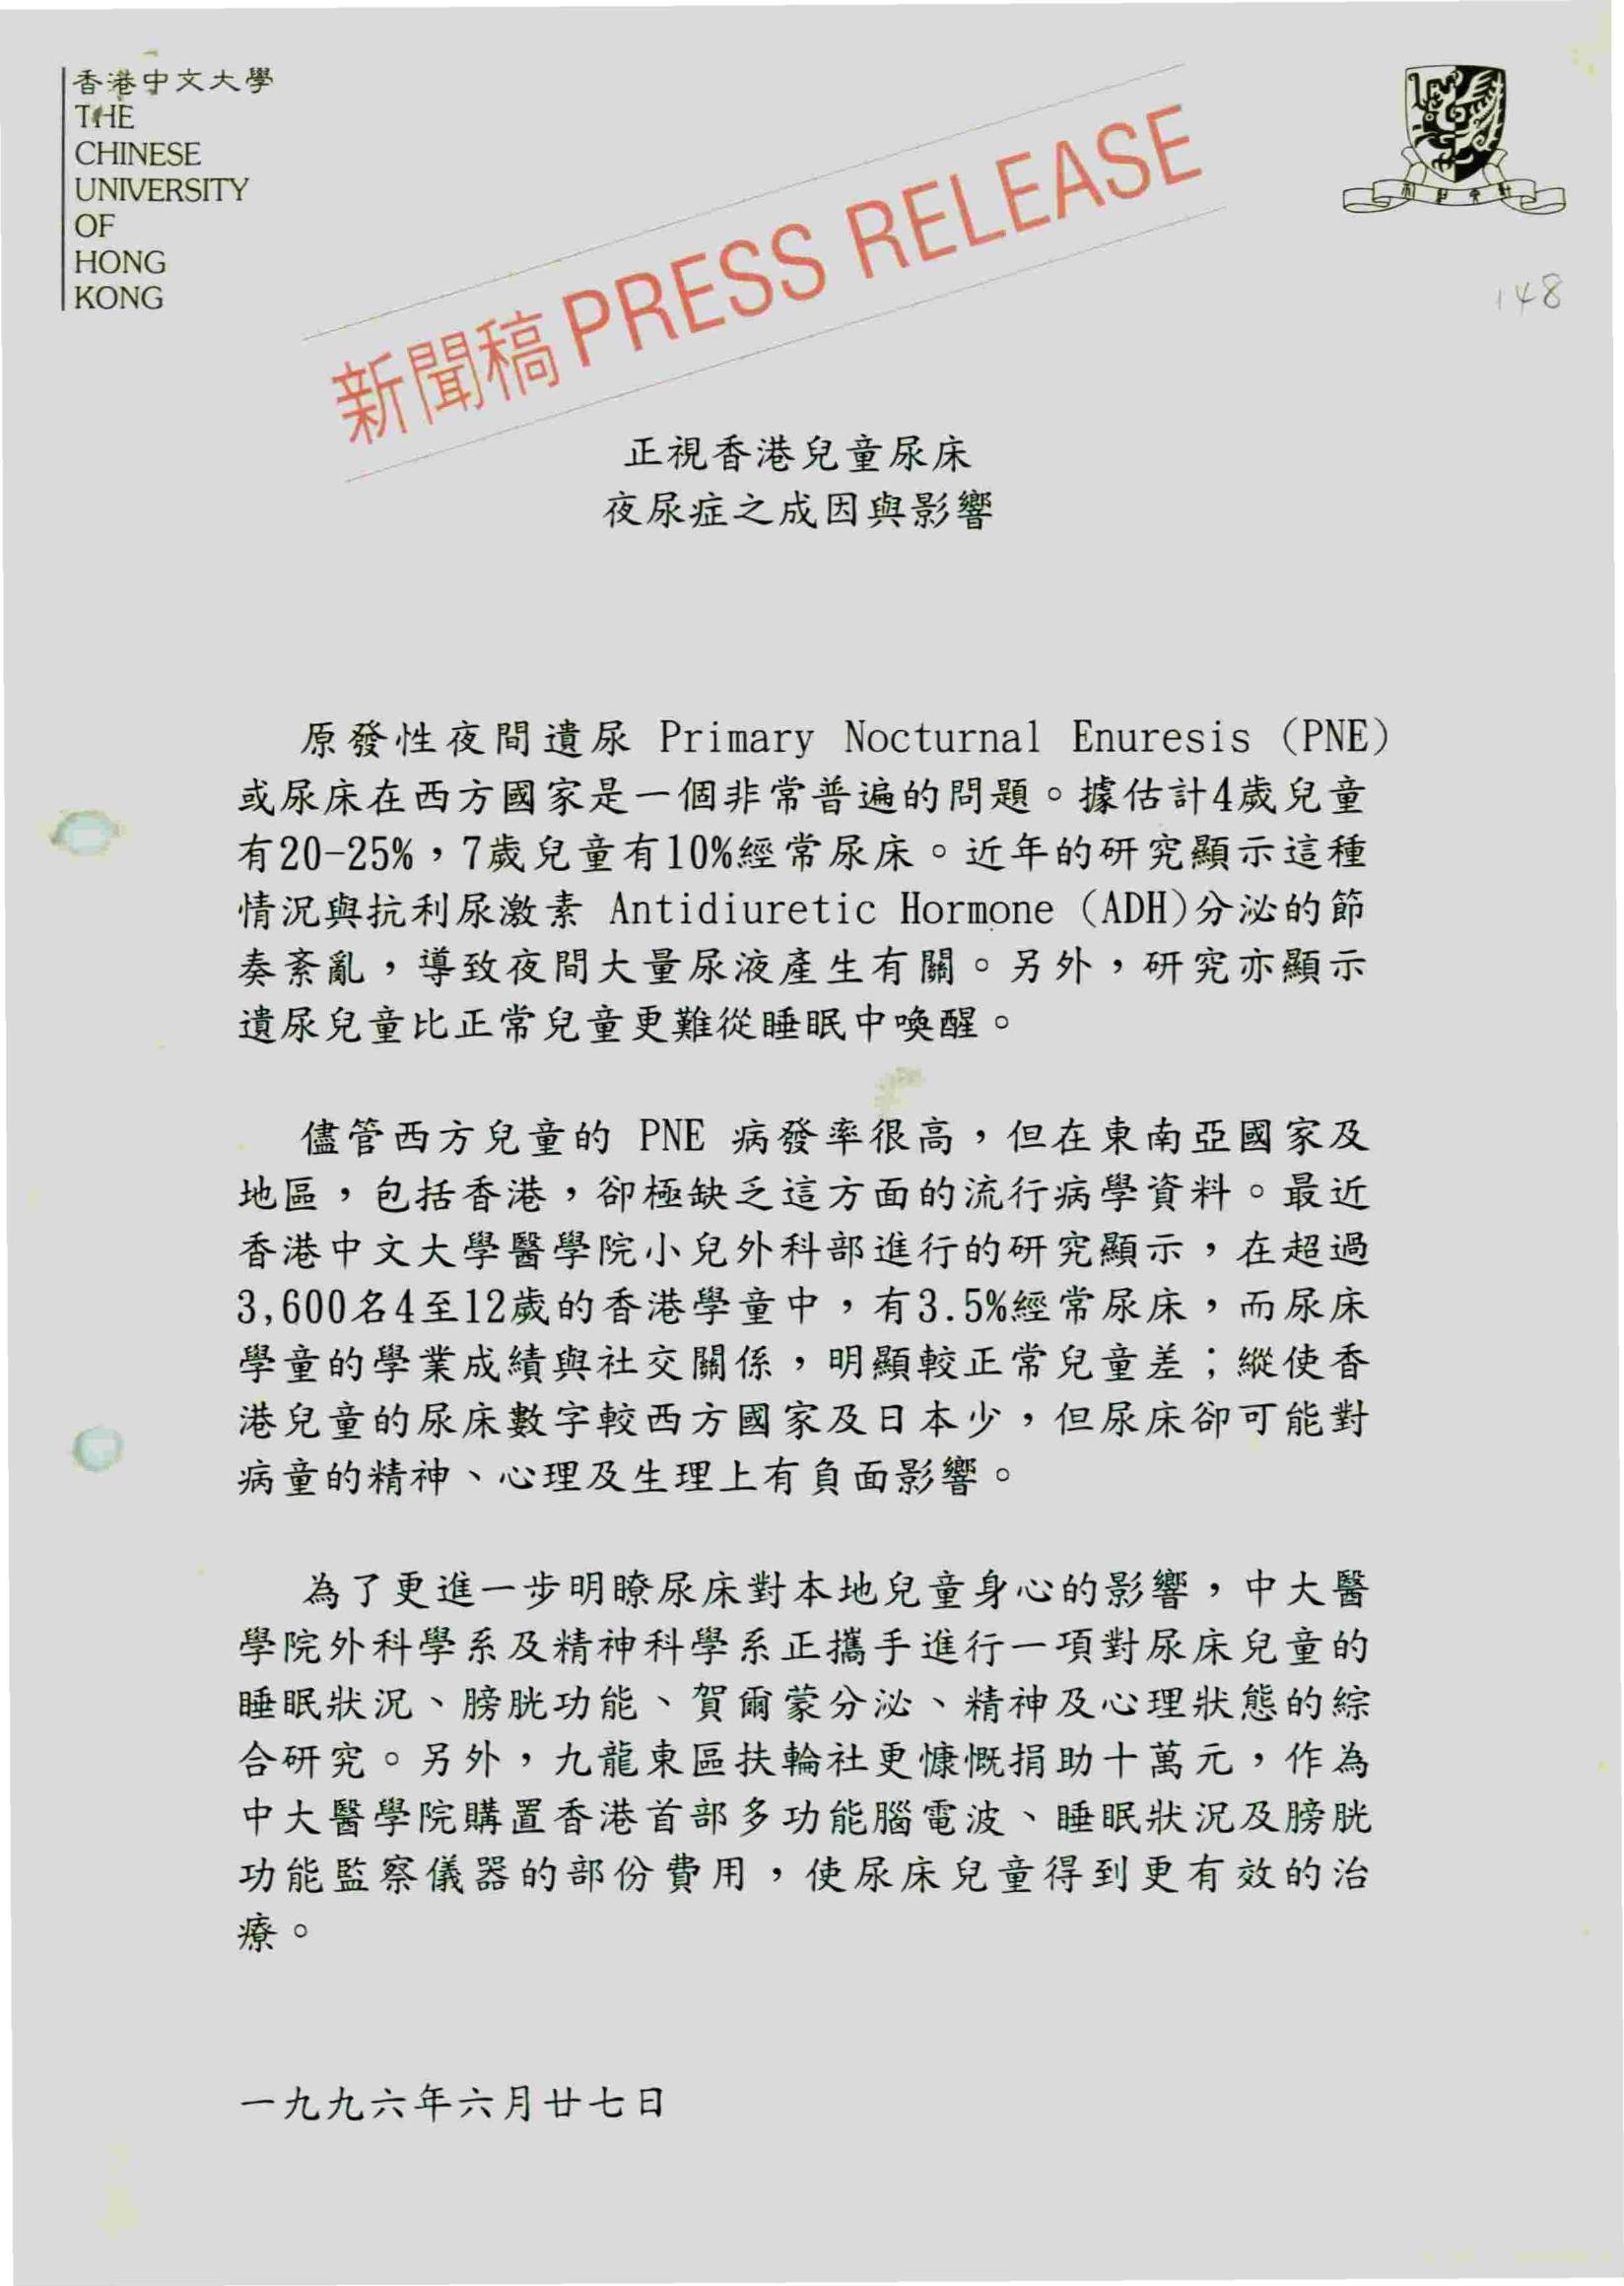 香港中文大學
THE
CHINESE
UNIVERSITY
OF
HONG
KONG
新聞稿 PRESS RELEASE
148
正視香港兒童尿床
夜尿症之成因與影響
原發性夜間遺尿 Primary Nocturnal Enuresis (PNE)
或尿床在西方國家是一個非常普遍的問題。據估計4歲兒童
有20-25%，7歲兒童有10%經常尿床。近年的研究顯示這種
情況與抗利尿激素 Antidiuretic Hormone (ADH)分泌的節
奏紊亂，導致夜間大量尿液產生有關。另外，研究亦顯示
遺尿兒童比正常兒童更難從睡眠中喚醒。
儘管西方兒童的 PNE 病發率很高，但在東南亞國家及
地區，包括香港，卻極缺乏這方面的流行病學資料。最近
香港中文大學醫學院小兒外科部進行的研究顯示，在超過
3,600名4至12歲的香港學童中，有3.5%經常尿床，而尿床
學童的學業成績與社交關係，明顯較正常兒童差；縱使香
港兒童的尿床數字較西方國家及日本少，但尿床卻可能對
病童的精神、心理及生理上有負面影響。
為了更進一步明瞭尿床對本地兒童身心的影響，中大醫
學院外科學系及精神科學系正攜手進行一項對尿床兒童的
睡眠狀況、膀胱功能、賀爾蒙分泌、精神及心理狀態的綜
合研究。另外，九龍東區扶輪社更慷慨捐助十萬元，作為
中大醫學院購置香港首部多功能腦電波、睡眠狀況及膀胱
功能監察儀器的部份費用，使尿床兒童得到更有效的治
療。
一九九六年六月廿七日